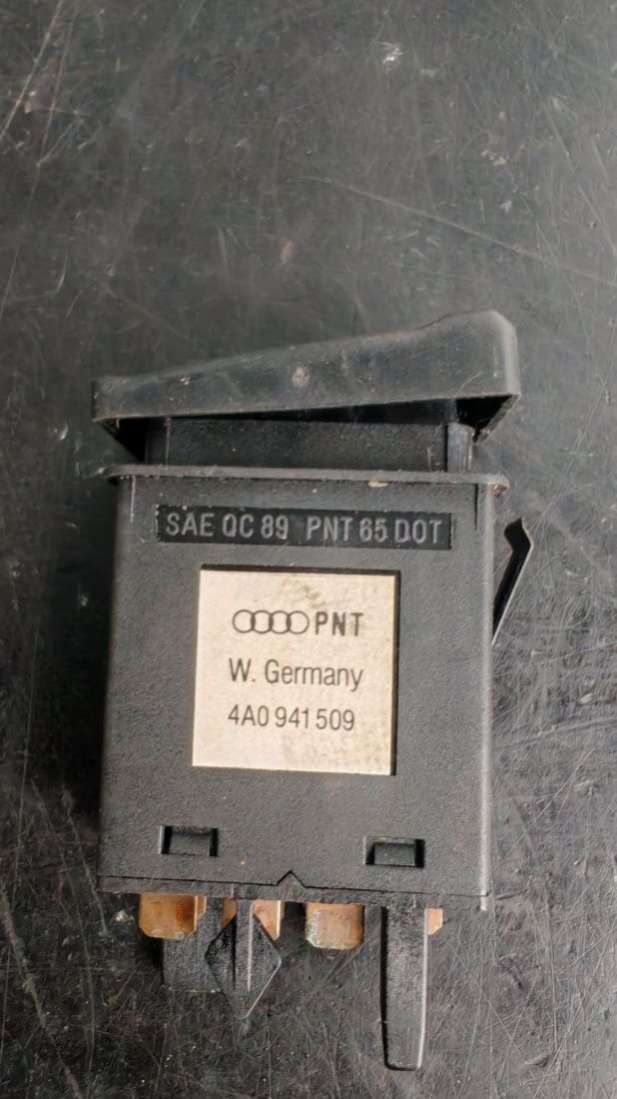 SAE QC 89 PNT 65 DOT
PNT
W. Germany
4A0 941 509